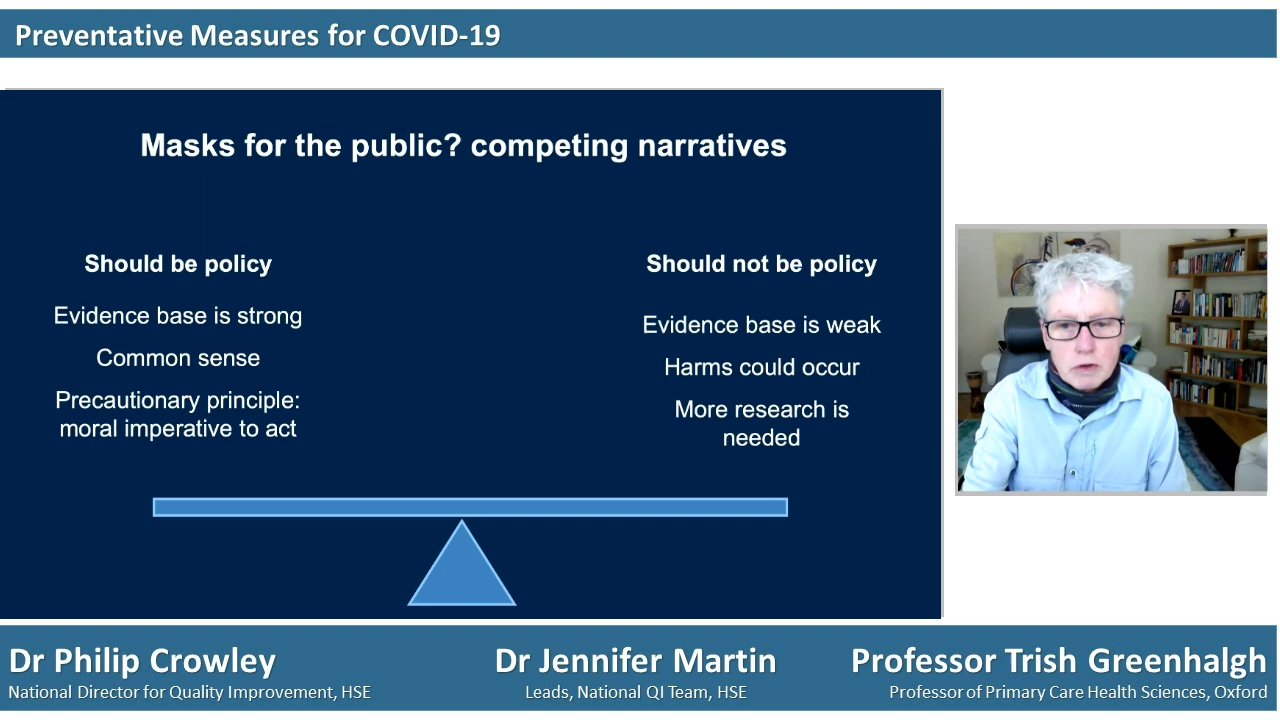 Preventative Measures for COVID-19
Masks for the public? competing narratives
Should be policy
Evidence base is strong
Common sense
Precautionary principle:
moral imperative to act
Should not be policy
Evidence base is weak
Harms could occur
More research is
needed
Dr Philip Crowley
National Director for Quality Improvement, HSE
Dr Jennifer Martin
Leads, National QI Team, HSE
Professor Trish Greenhalgh
Professor of Primary Care Health Sciences, Oxford